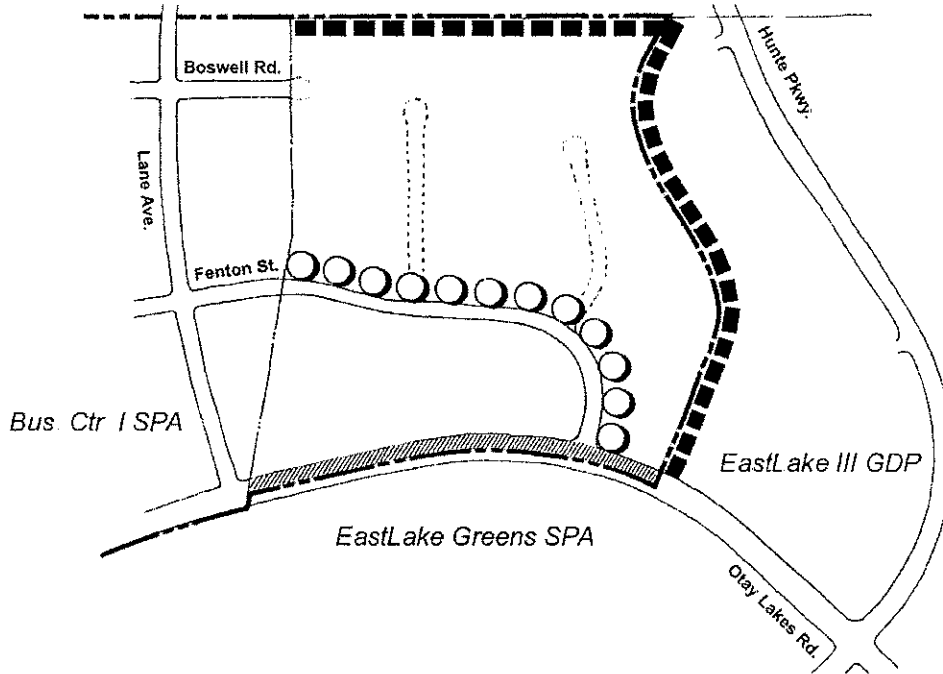 Boswell Rd.
Hunte Pkwy.
Lane Ave.
Fenton St.
Bus. Ctr I SPA
EastLake III GDP
EastLake Greens SPA
Otay Lakes Rd.